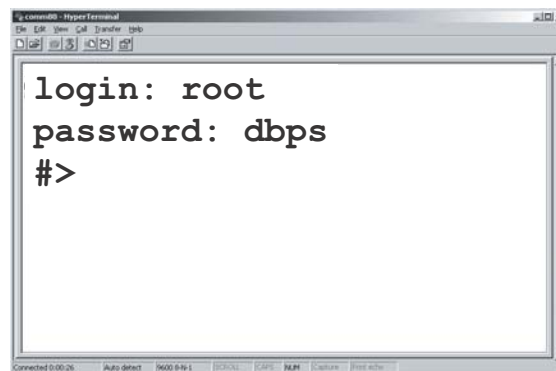 comm80 - HyperTerminal
File Edit View Call Transfer Help
login: root
password: dbps
#>
Connected 0:00:26 Auto detect 9600 8-N-1 SCROLL CAPS NUM Capture Print echo